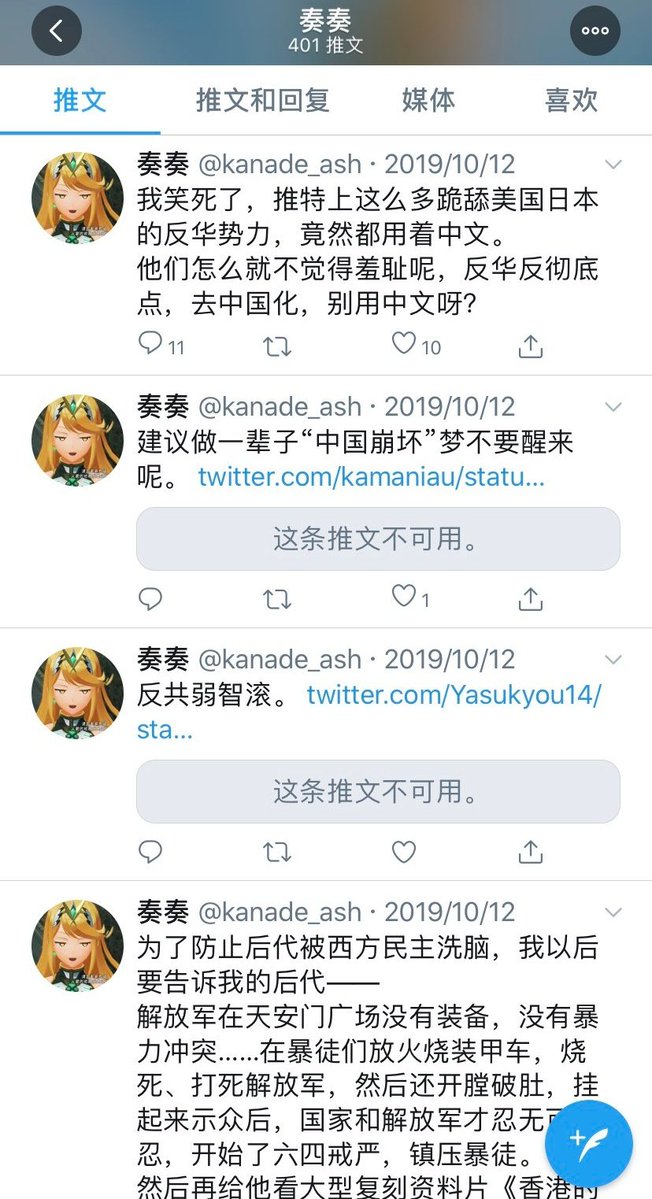 奏奏
401 推文
推文
推文和回复
媒体
喜欢
奏奏 @kanade_ash · 2019/10/12
我笑死了，推特上这么多跪舔美国日本
的反华势力，竟然都用着中文。
他们怎么就不觉得羞耻呢，反华反彻底
点，去中国化，别用中文呀？
11
10
奏奏 @kanade_ash · 2019/10/12
建议做一辈子“中国崩坏”梦不要醒来
呢。 twitter.com/kamaniau/statu...
这条推文不可用。
1
奏奏 @kanade_ash · 2019/10/12
反共弱智滚。 twitter.com/Yasukyou14/
sta...
这条推文不可用。
奏奏 @kanade_ash · 2019/10/12
为了防止后代被西方民主洗脑，我以后
要告诉我的后代——
解放军在天安门广场没有装备，没有暴
力冲突……在暴徒们放火烧装甲车，烧
死、打死解放军，然后还开膛破肚，挂
起来示众后，国家和解放军才忍无可
忍，开始了六四戒严，镇压暴徒。
然后再给他看大型复刻资料片《香港的